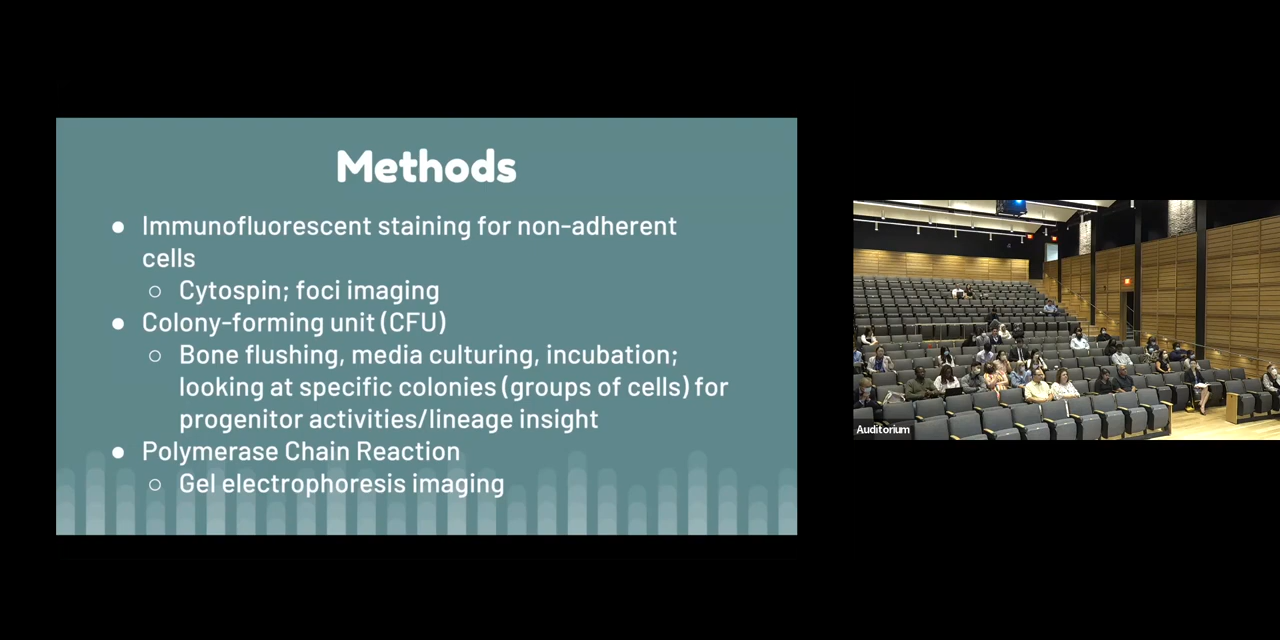 Methods
● Immunofluorescent staining for non-adherent
cells
○ Cytospin; foci imaging
● Colony-forming unit (CFU)
○ Bone flushing, media culturing, incubation;
looking at specific colonies (groups of cells) for
progenitor activities/lineage insight
● Polymerase Chain Reaction
○ Gel electrophoresis imaging
Auditorium